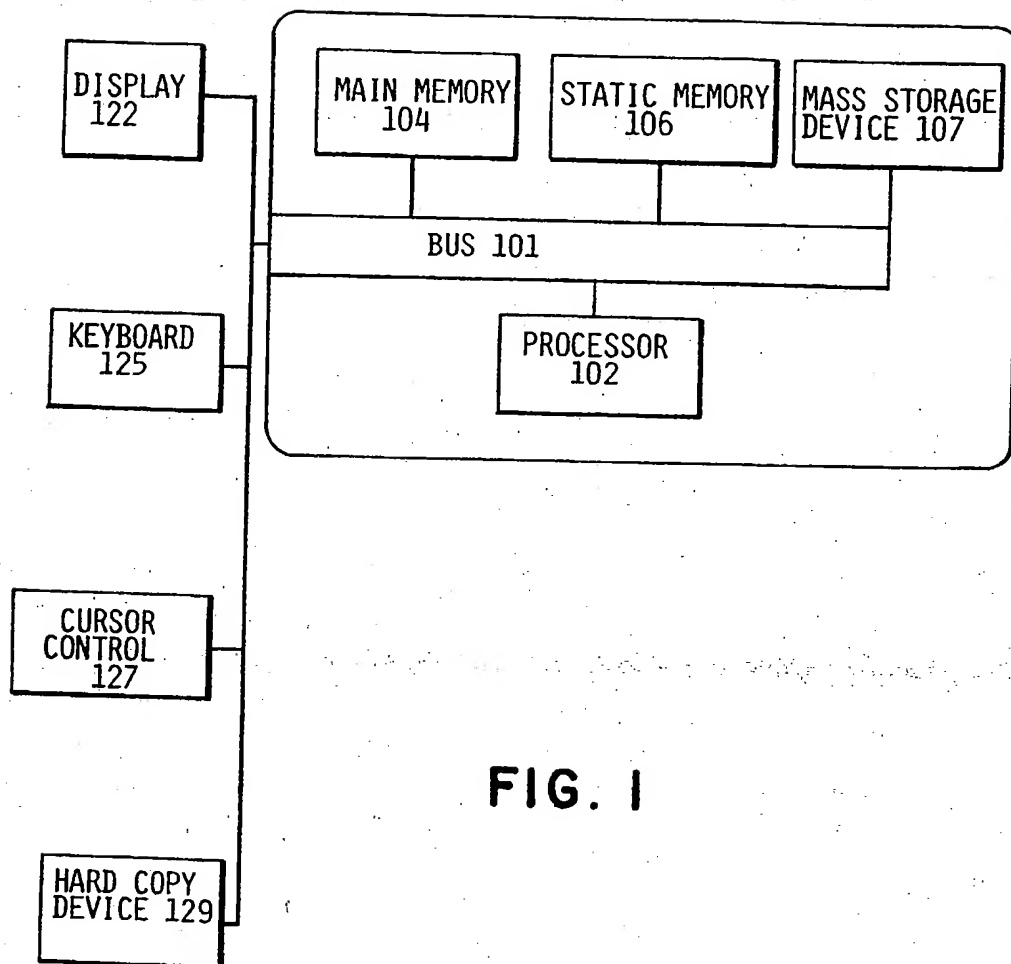 DISPLAY
122
MAIN MEMORY
104
STATIC MEMORY
106
MASS STORAGE
DEVICE 107
BUS 101
KEYBOARD
125
PROCESSOR
102
CURSOR
CONTROL
127
FIG. 1
HARD COPY
DEVICE 129